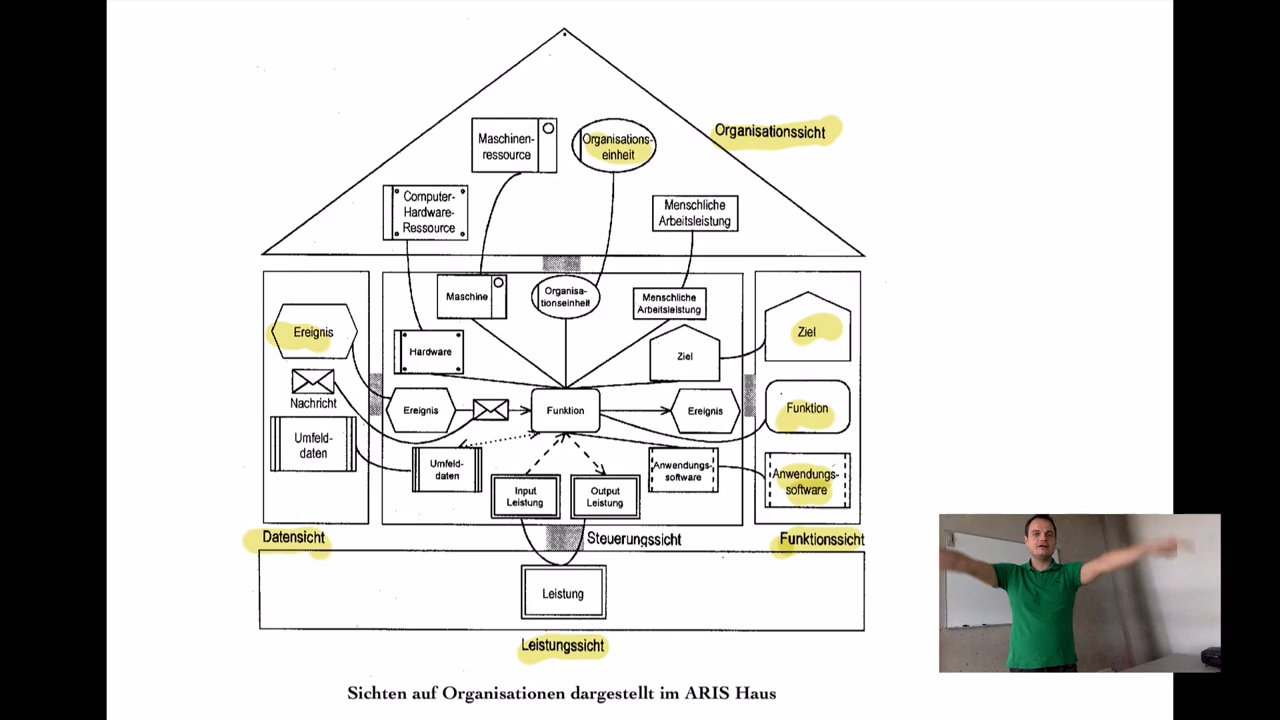 Organisationssicht
Maschinen-
ressource
Organisations-
einheit
Computer-
Hardware-
Ressource
Menschliche
Arbeitsleistung
Maschine
Organisa-
tionseinheit
Menschliche
Arbeitsleistung
Ereignis
Hardware
Ziel
Ziel
Nachricht
Ereignis
Funktion
Ereignis
Funktion
Umfeld-
daten
Umfeld-
daten
Anwendungs-
software
Anwendungs-
software
Input
Leistung
Output
Leistung
Datensicht
Steuerungssicht
Funktionssicht
Leistung
Leistungssicht
Sichten auf Organisationen dargestellt im ARIS Haus